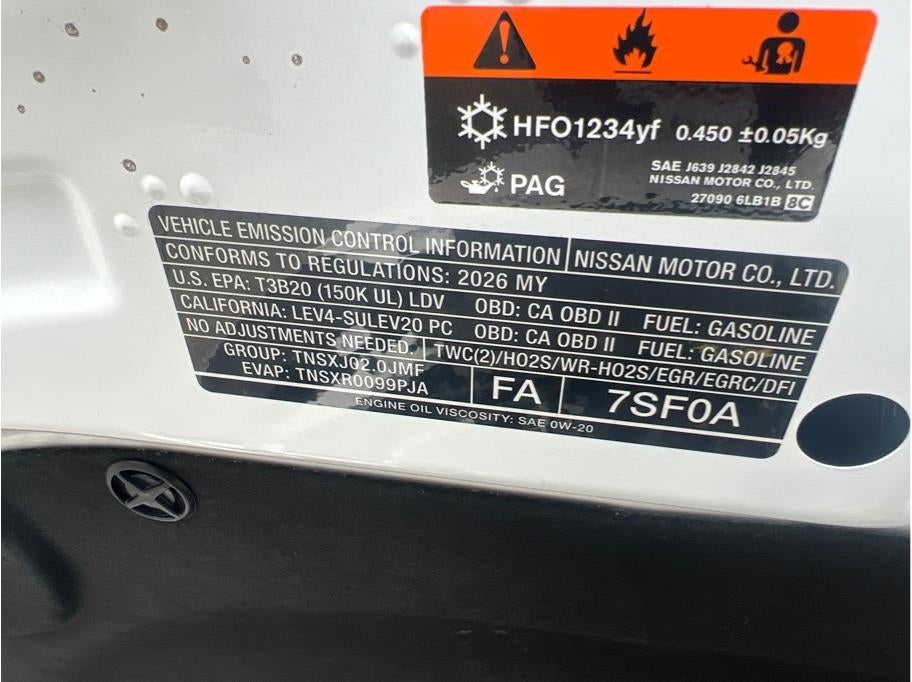 HFO1234yf 0.450 ±0.05Kg
PAG
SAE J639 J2842 J2845
NISSAN MOTOR CO., LTD.
27090 6LB1B 8C
VEHICLE EMISSION CONTROL INFORMATION NISSAN MOTOR CO., LTD.
CONFORMS TO REGULATIONS: 2026 MY
U.S. EPA: T3B20 (150K UL) LDV OBD: CA OBD II FUEL: GASOLINE
CALIFORNIA: LEV4-SULEV20 PC OBD: CA OBD II FUEL: GASOLINE
NO ADJUSTMENTS NEEDED. TWC(2)/HO2S/WR-HO2S/EGR/EGRC/DFI
GROUP: TNSXJ02.0JMF
EVAP: TNSXR0099PJA
FA 7SF0A
ENGINE OIL VISCOSITY: SAE 0W-20